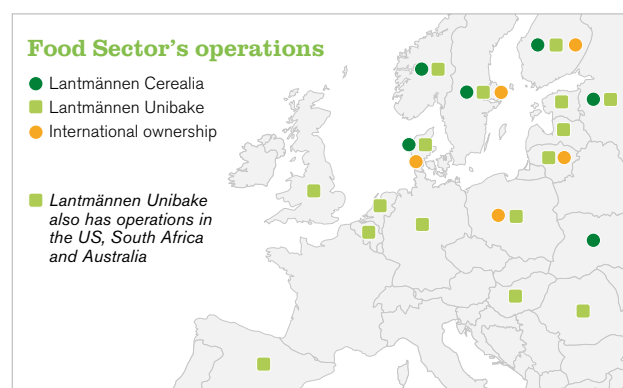 Food Sector's operations
Lantmännen Cerealia
Lantmännen Unibake
International ownership
Lantmännen Unibake
also has operations in
the US, South Africa
and Australia